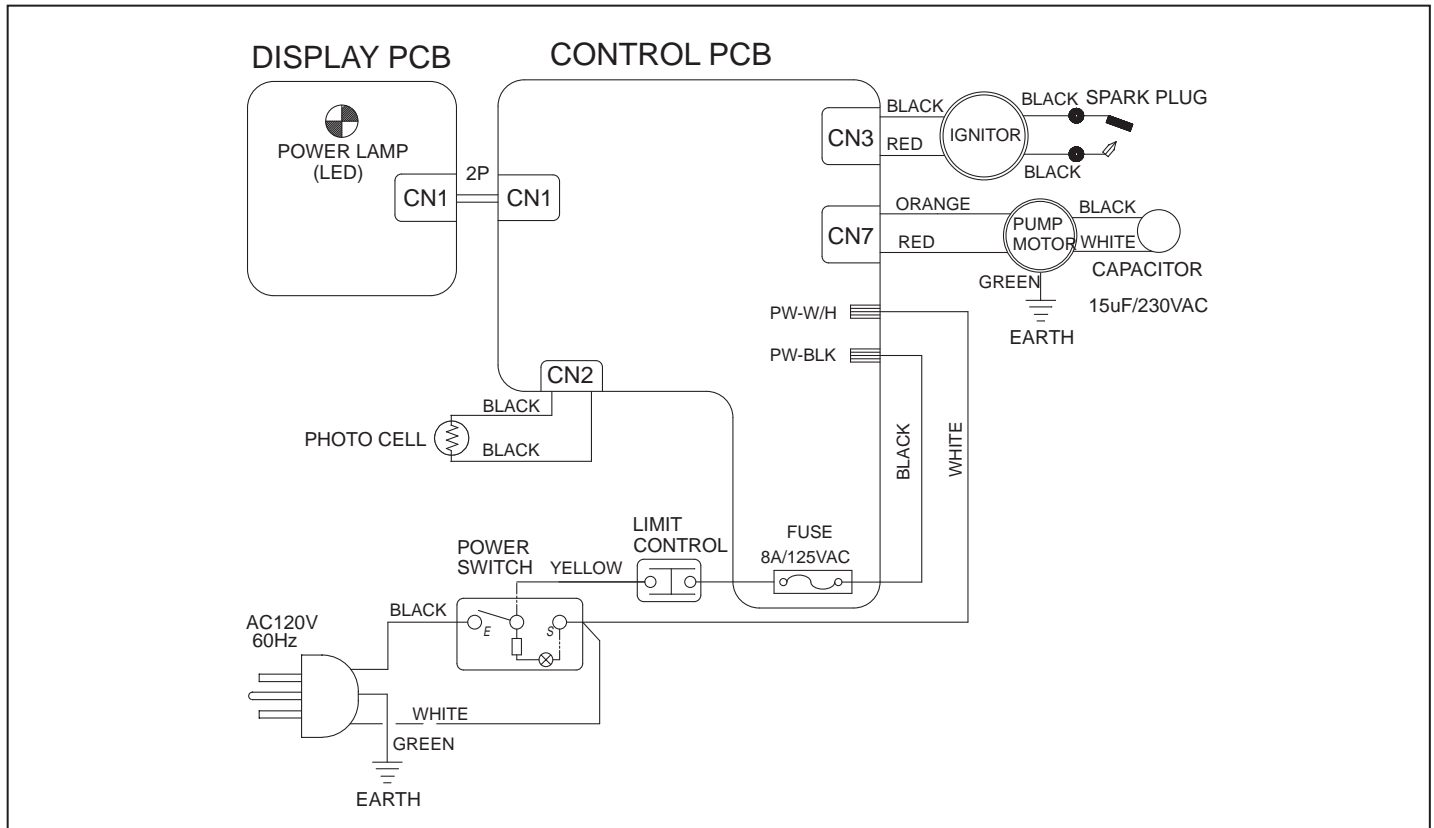 DISPLAY PCB
CONTROL PCB
POWER LAMP
(LED)
2P
CN1
CN1
CN3
BLACK
RED
IGNITOR
BLACK
SPARK PLUG
BLACK
CN7
ORANGE
RED
PUMP
MOTOR
BLACK
WHITE
CAPACITOR
15uF/230VAC
GREEN
EARTH
PW-W/H
PW-BLK
CN2
BLACK
PHOTO CELL
BLACK
BLACK
WHITE
LIMIT
CONTROL
FUSE
8A/125VAC
POWER
SWITCH
YELLOW
BLACK
E
S
AC120V
60Hz
WHITE
GREEN
EARTH